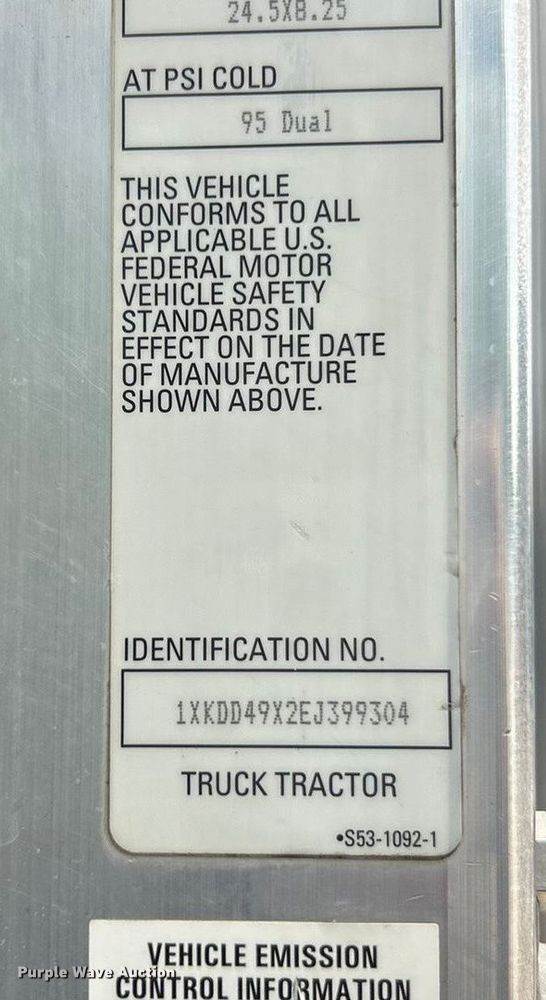 24.5X8.25
AT PSI COLD
95 Dual
THIS VEHICLE
CONFORMS TO ALL
APPLICABLE U.S.
FEDERAL MOTOR
VEHICLE SAFETY
STANDARDS IN
EFFECT ON THE DATE
OF MANUFACTURE
SHOWN ABOVE.
IDENTIFICATION NO.
1XKDD49X2EJ399304
TRUCK TRACTOR
•S53-1092-1
VEHICLE EMISSION
CONTROL INFORMATION
Purple Wave Auction